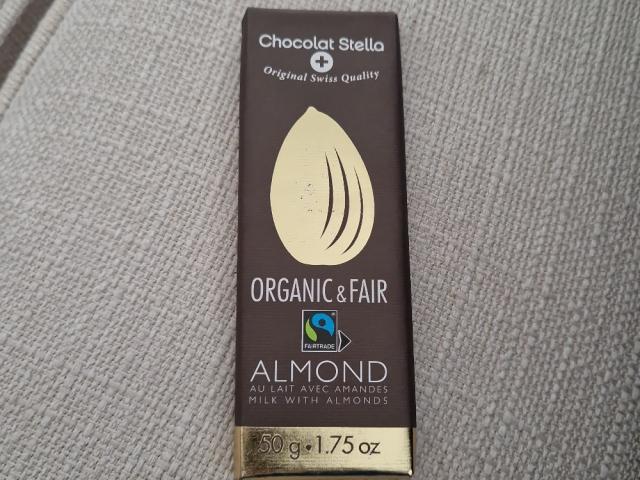 Chocolat Stella
Original Swiss Quality
ORGANIC & FAIR
FAIRTRADE
ALMOND
AU LAIT AVEC AMANDES
MILK WITH ALMONDS
50 g • 1.75 oz